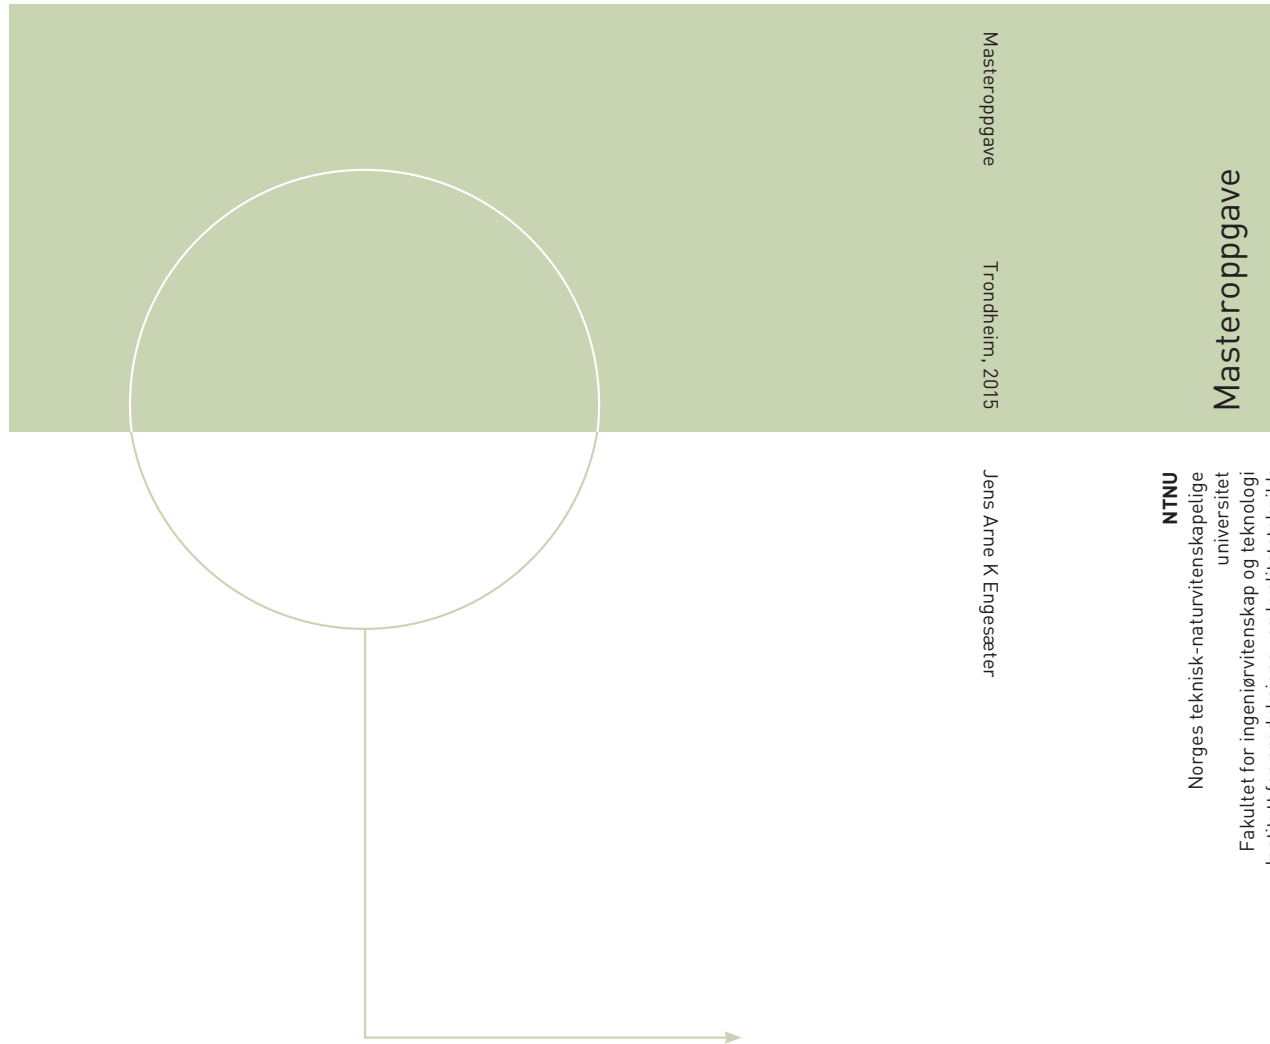 Masteroppgave
Trondheim, 2015
Jens Arne K Engesæter
Masteroppgave
NTNU
Norges teknisk-naturvitenskapelige
universitet
Fakultet for ingeniørvitenskap og teknologi